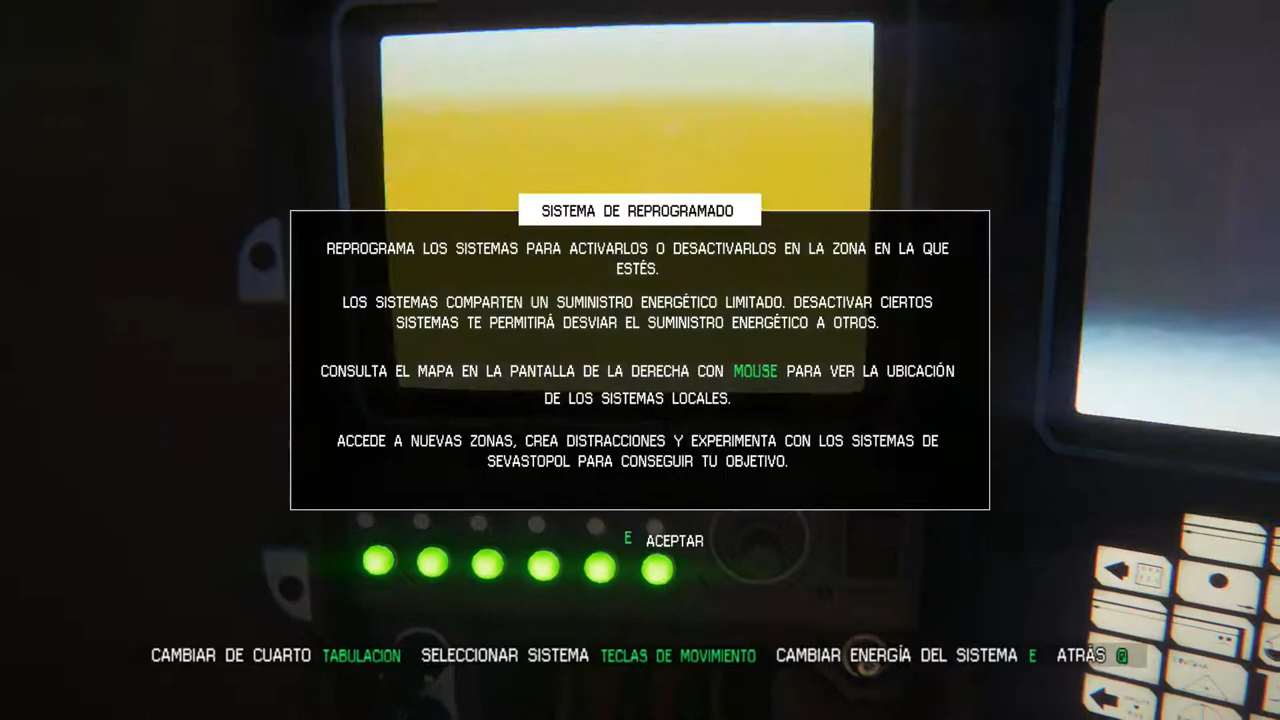 SISTEMA DE REPROGRAMADO
REPROGRAMA LOS SISTEMAS PARA ACTIVARLOS O DESACTIVARLOS EN LA ZONA EN LA QUE
ESTÉS.
LOS SISTEMAS COMPARTEN UN SUMINISTRO ENERGÉTICO LIMITADO. DESACTIVAR CIERTOS
SISTEMAS TE PERMITIRÁ DESVIAR EL SUMINISTRO ENERGÉTICO A OTROS.
CONSULTA EL MAPA EN LA PANTALLA DE LA DERECHA CON MOUSE PARA VER LA UBICACIÓN
DE LOS SISTEMAS LOCALES.
ACCEDE A NUEVAS ZONAS, CREA DISTRACCIONES Y EXPERIMENTA CON LOS SISTEMAS DE
SEVASTOPOL PARA CONSEGUIR TU OBJETIVO.
E ACEPTAR
CAMBIAR DE CUARTO TABULACION SELECCIONAR SISTEMA TECLAS DE MOVIMIENTO CAMBIAR ENERGÍA DEL SISTEMA E ATRÁS Q